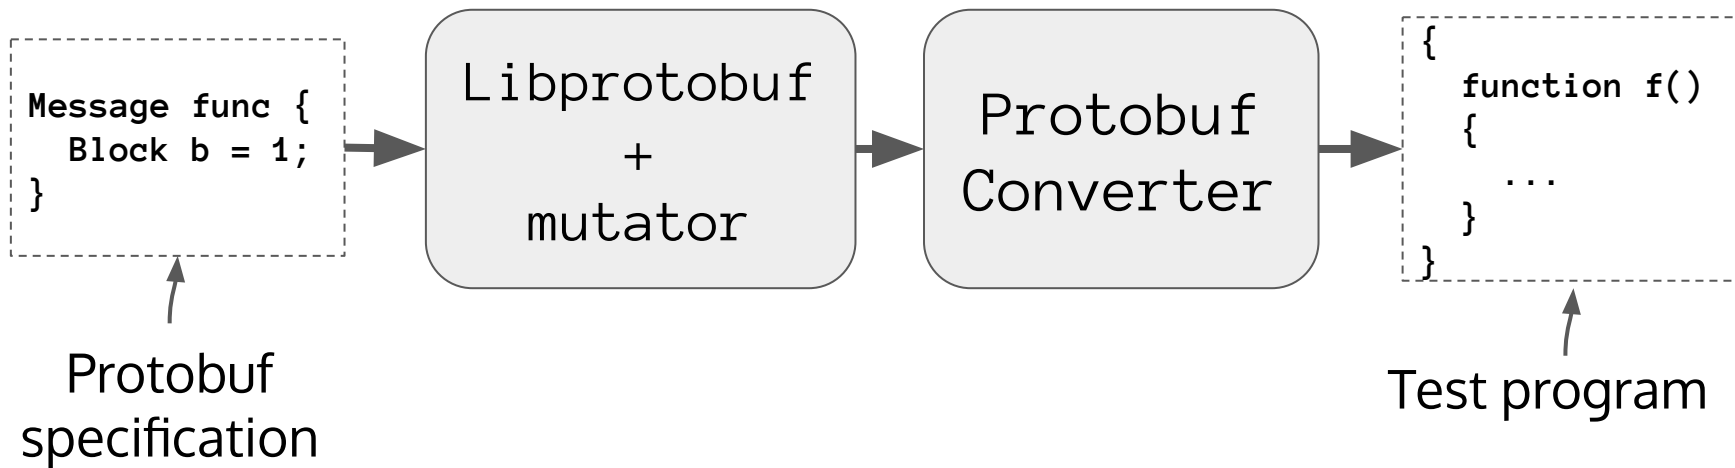 Message func {
  Block b = 1;
}
Protobuf
specification
Libprotobuf
+
mutator
Protobuf
Converter
{
  function f()
  {
    ...
  }
}
Test program